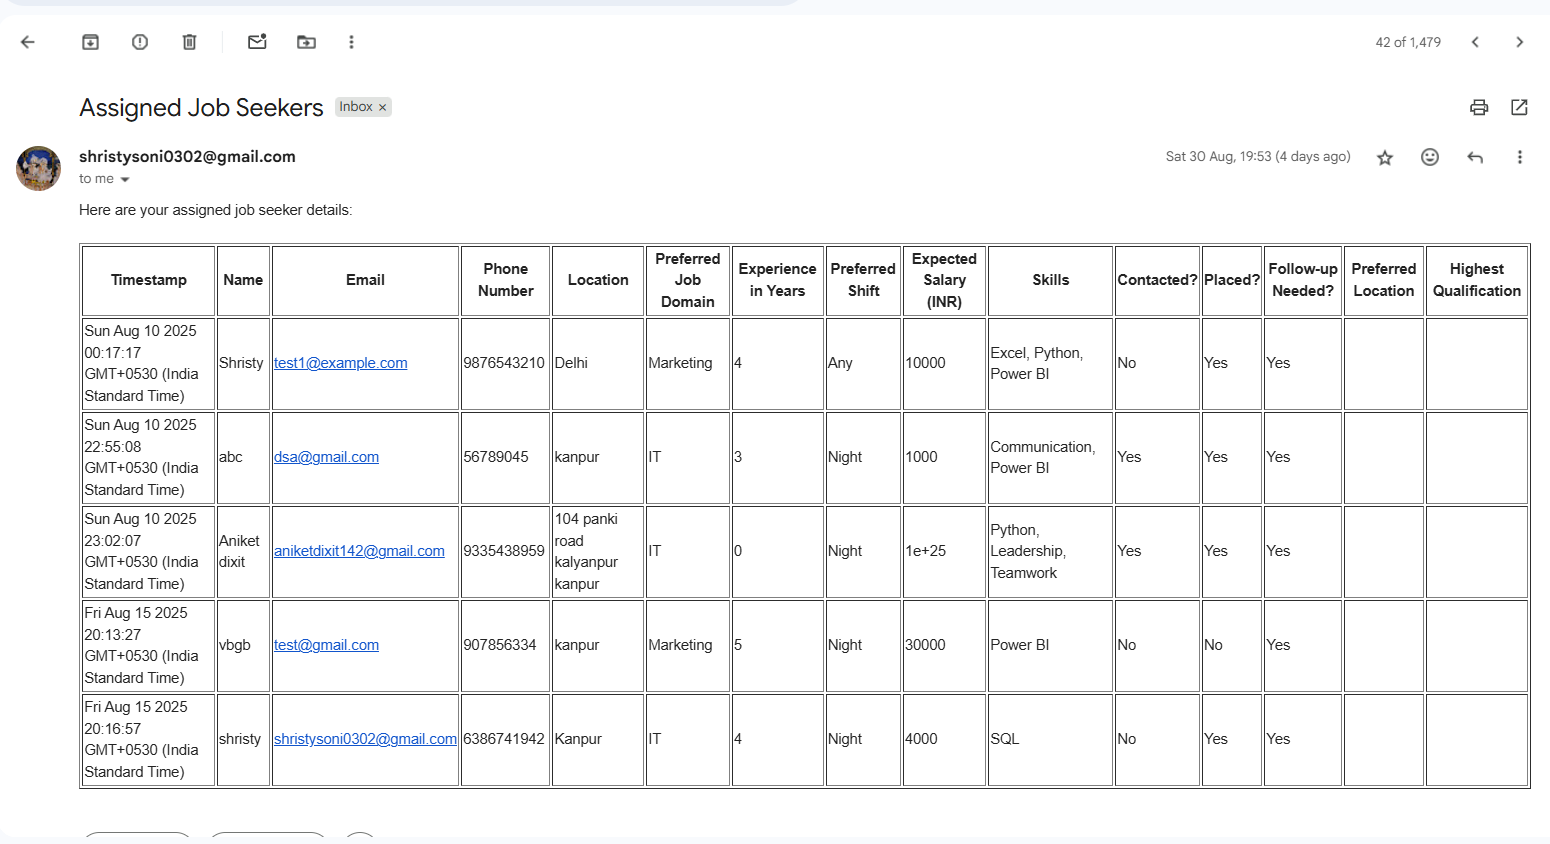 42 of 1,479
Assigned Job Seekers Inbox ×
shristysoni0302@gmail.com
Sat 30 Aug, 19:53 (4 days ago)
to me
Here are your assigned job seeker details:
Timestamp Name Email Phone Number Location Preferred Job Domain Experience in Years Preferred Shift Expected Salary (INR) Skills Contacted? Placed? Follow-up Needed? Preferred Location Highest Qualification
Sun Aug 10 2025 00:17:17 GMT+0530 (India Standard Time) Shristy test1@example.com 9876543210 Delhi Marketing 4 Any 10000 Excel, Python, Power BI No Yes Yes
Sun Aug 10 2025 22:55:08 GMT+0530 (India Standard Time) abc dsa@gmail.com 56789045 kanpur IT 3 Night 1000 Communication, Power BI Yes Yes Yes
Sun Aug 10 2025 23:02:07 GMT+0530 (India Standard Time) Aniket dixit aniketdixit142@gmail.com 9335438959 104 panki road kalyanpur kanpur IT 0 Night 1e+25 Python, Leadership, Teamwork Yes Yes Yes
Fri Aug 15 2025 20:13:27 GMT+0530 (India Standard Time) vbgb test@gmail.com 907856334 kanpur Marketing 5 Night 30000 Power BI No No Yes
Fri Aug 15 2025 20:16:57 GMT+0530 (India Standard Time) shristy shristysoni0302@gmail.com 6386741942 Kanpur IT 4 Night 4000 SQL No Yes Yes